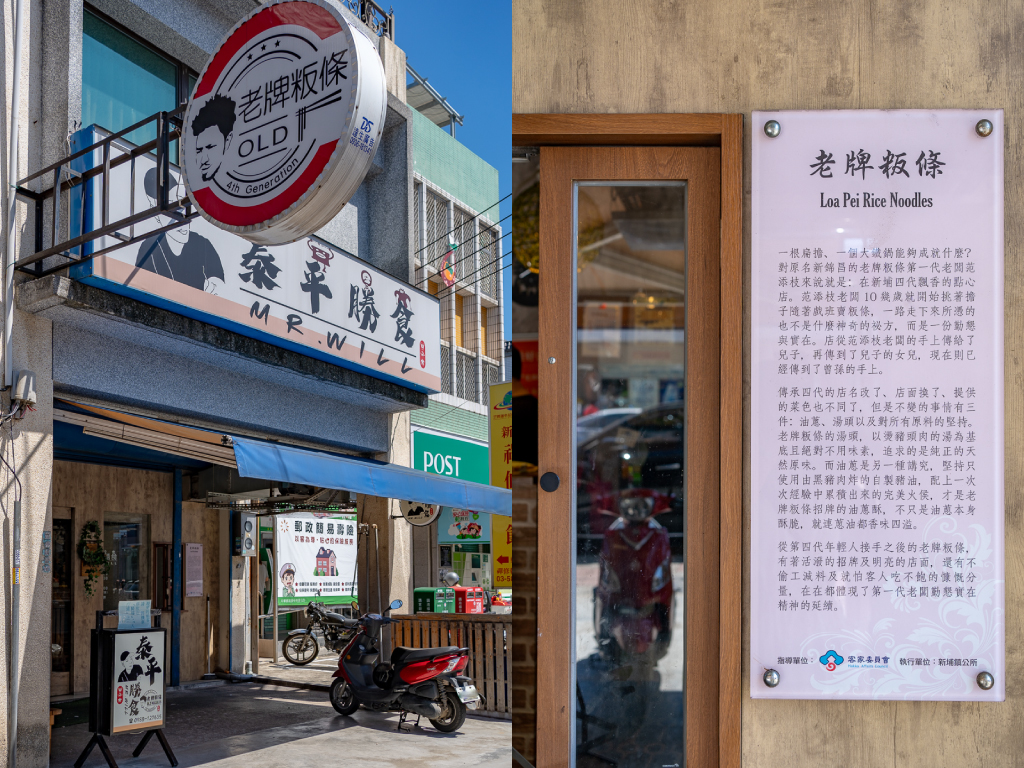 老牌粄條
OLD
4th Generation
泰平勝食
MR.WILL
POST
郵政簡易壽險
泰平
勝食
老牌粄條
Loa Pei Rice Noodles
一根扁擔、一個大鐵鍋能夠成就什麼？
對原名新錦昌的老牌粄條第一代老闆范
添枝來說就是：在新埔四代飄香的點心
店。范添枝老闆 10 幾歲就開始挑著擔
子隨著戲班賣粄條，一路走下來所憑的
也不是什麼神奇的祕方，而是一份勤懇
與實在。店從范添枝老闆的手上傳給了
兒子，再傳到了兒子的女兒，現在則已
經傳到了曾孫的手上。
傳承四代的店名改了、店面換了、提供
的菜色也不同了，但是不變的事情有三
件：油蔥、湯頭以及對所有原料的堅持。
老牌粄條的湯頭，以燙豬頭肉的湯為基
底且絕對不用味素，追求的是純正的天
然原味。而油蔥是另一種講究，堅持只
使用由黑豬肉炸的自製豬油，配上一次
次經驗中累積出來的完美火候，才是老
牌粄條招牌的油蔥酥，不只是油蔥本身
酥脆，就連蔥油都香味四溢。
從第四代年輕人接手之後的老牌粄條，
有著活潑的招牌及明亮的店面，還有不
偷工減料及就怕客人吃不飽的慷慨分
量，在在都體現了第一代老闆勤懇實在
精神的延續。
指導單位：客家委員會 執行單位：新埔鎮公所